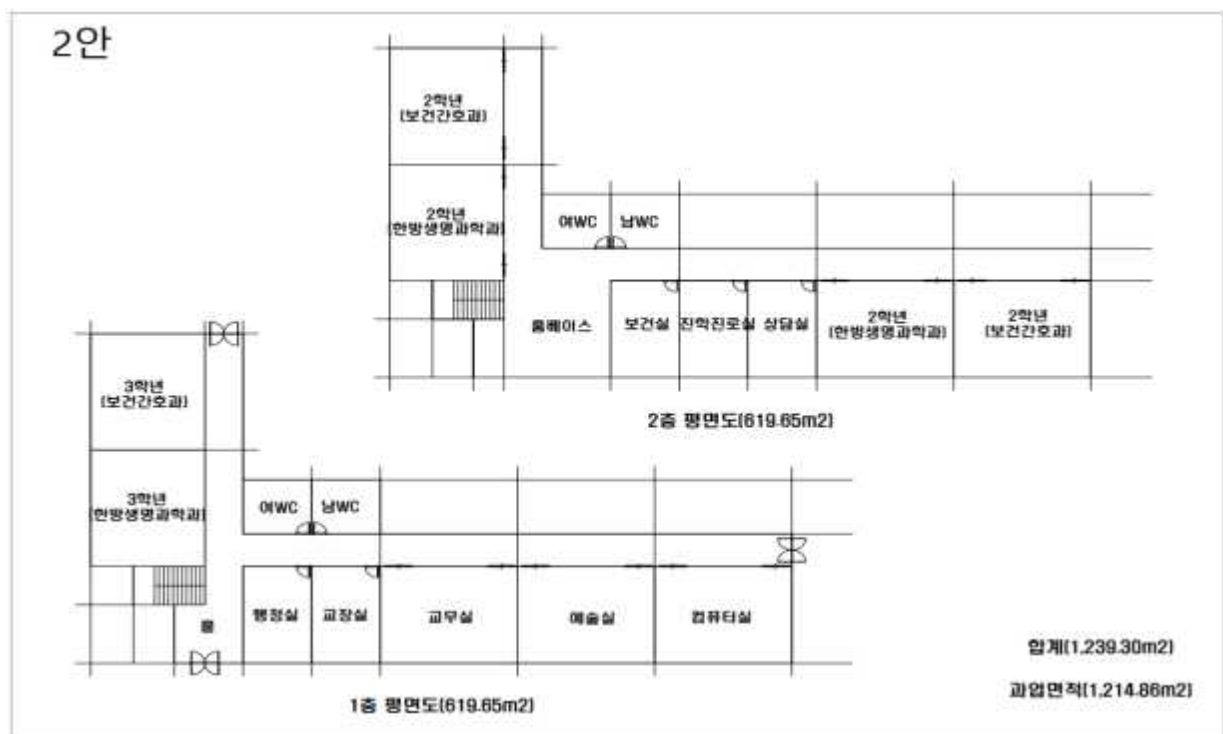 2안
2학년
(보건간호과)
2학년
(한방생명과학과)
여WC 남WC
홈베이스
보건실
진학진로실
상담실
2학년
(한방생명과학과)
2학년
(보건간호과)
2층 평면도(619.65m2)
3학년
(보건간호과)
3학년
(한방생명과학과)
여WC 남WC
홀
행정실
교장실
교무실
예술실
컴퓨터실
1층 평면도(619.65m2)
합계(1,239.30m2)
과업면적(1,214.86m2)